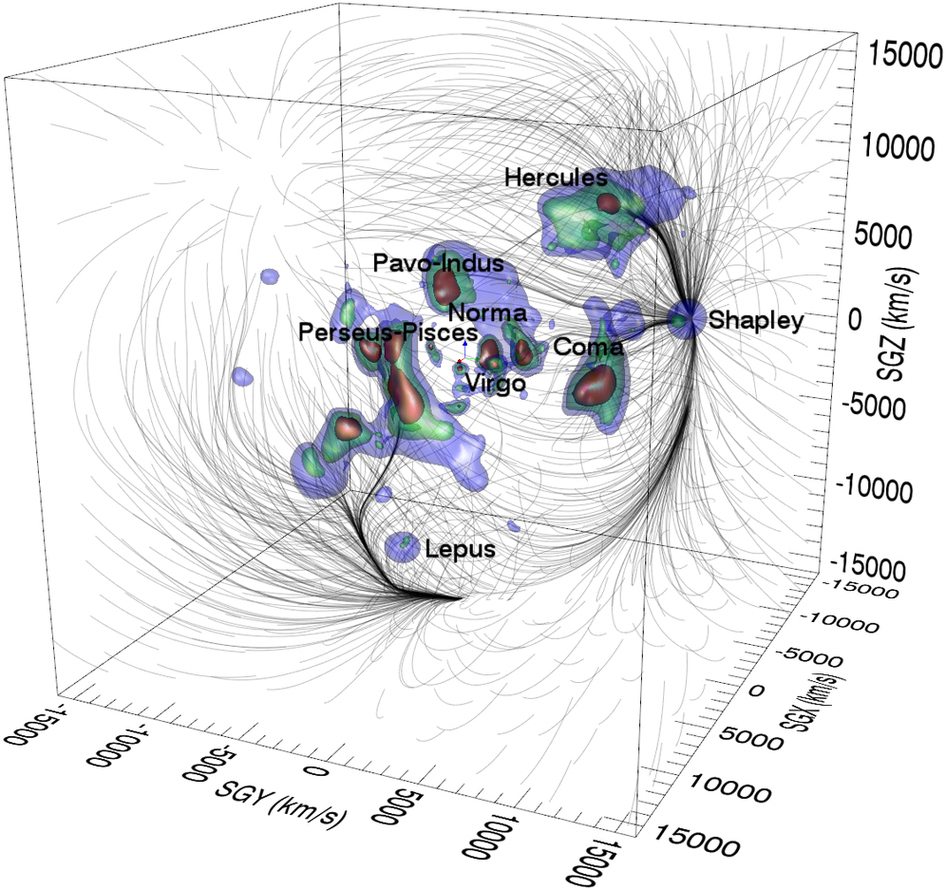 Hercules
Pavo-Indus
Norma
Perseus-Pisces
Coma
Shapley
Virgo
Lepus
15000
10000
5000
0
-5000
-10000
-15000
SGZ (km/s)
-15000
-10000
-5000
0
5000
10000
15000
SGX (km/s)
-15000
-10000
-5000
0
5000
10000
15000
SGY (km/s)